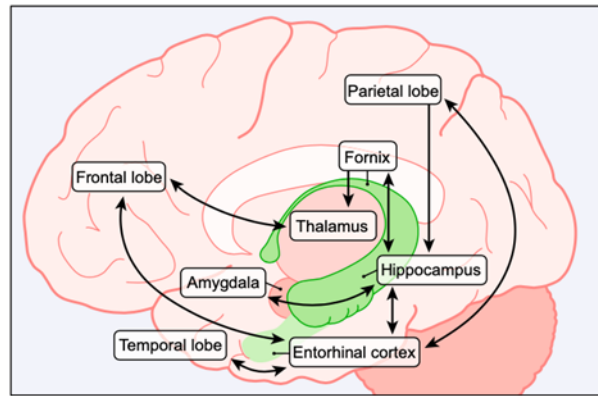 Parietal lobe
Fornix
Frontal lobe
Thalamus
Hippocampus
Amygdala
Temporal lobe
Entorhinal cortex